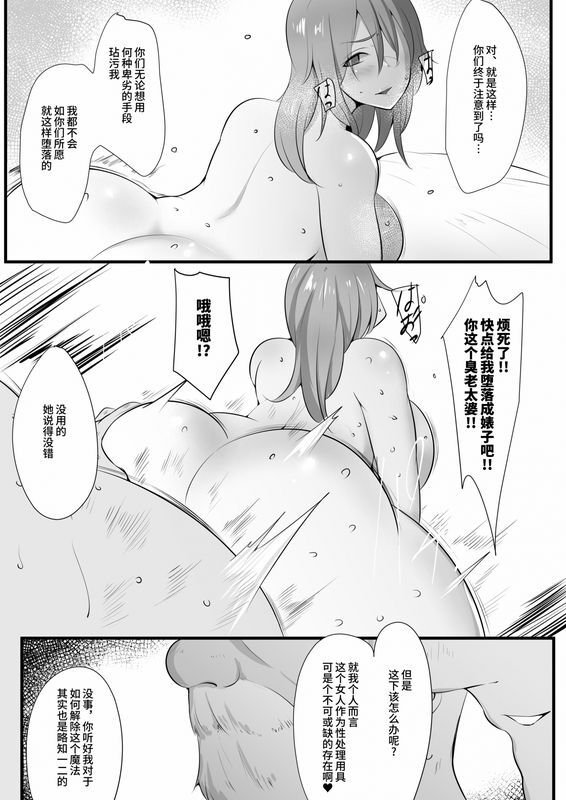 对、就是这样…
你们终于注意到了吗…
你们无论想用
何种卑劣的手段
玷污我
我都不会
如你们所愿
就这样堕落的
はっ
はっ
烦死了!!
快点给我堕落成婊子吧!!
你这个臭老太婆!!
哦哦嗯!?
没用的
她说得没错
但是
这下该怎么办呢?
就我个人而言
这个女人作为性处理用具
可是个不可或缺的存在啊♥
没事，你听好我对于
如何解除这个魔法
其实也是略知一二的